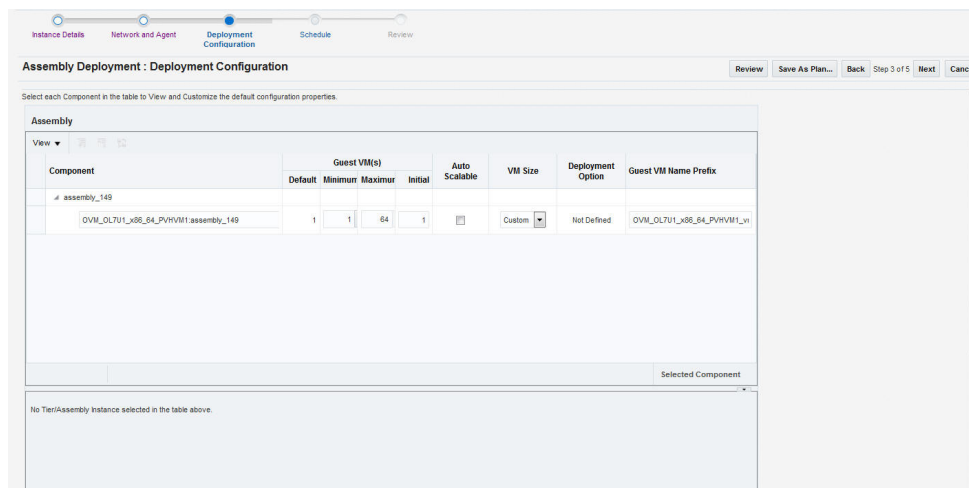 Instance Details Network and Agent Deployment Configuration Schedule Review
Assembly Deployment : Deployment Configuration
Review Save As Plan... Back Step 3 of 5 Next Canc
Select each Component in the table to View and Customize the default configuration properties.
Assembly
View
Component Guest VM(s) Auto Scalable VM Size Deployment Option Guest VM Name Prefix
Default Minimum Maximur Initial
assembly_149
OVM_OL7U1_x86_64_PVHVM1:assembly_149 1 1 64 1 Custom Not Defined OVM_OL7U1_x86_64_PVHVM1_vi
Selected Component
No Tier/Assembly Instance selected in the table above.